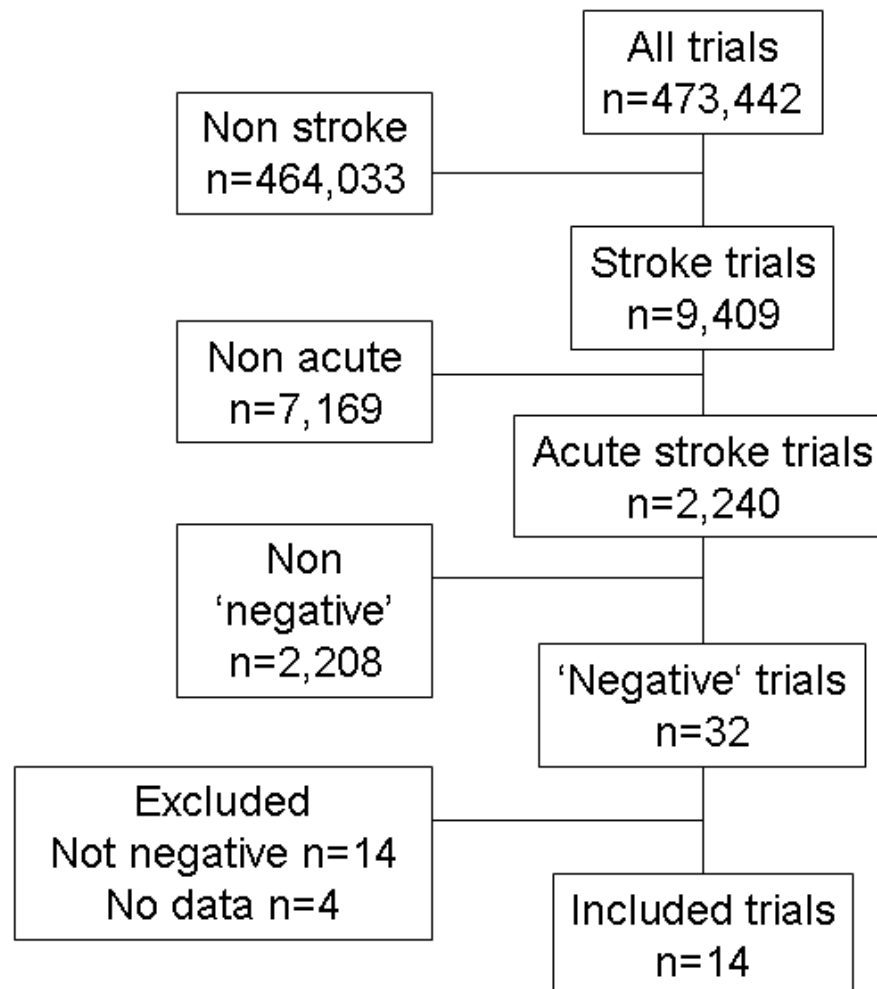 All trials
n=473,442
Non stroke
n=464,033
Stroke trials
n=9,409
Non acute
n=7,169
Acute stroke trials
n=2,240
Non
‘negative’
n=2,208
‘Negative‘ trials
n=32
Excluded
Not negative n=14
No data n=4
Included trials
n=14